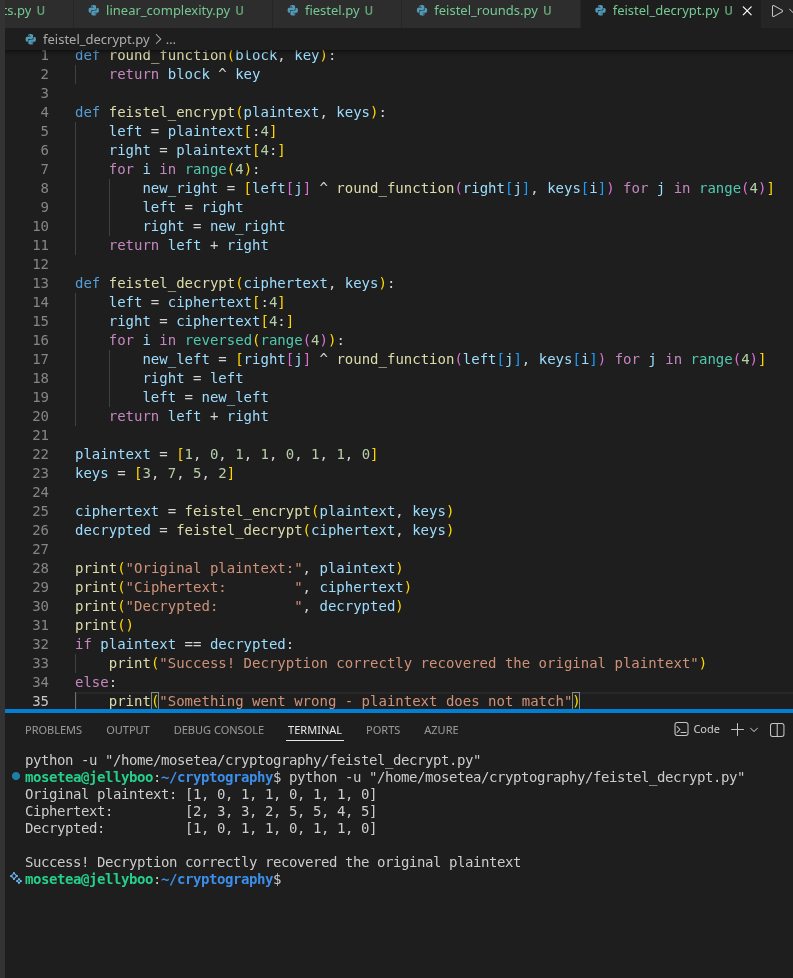 ts.py U linear_complexity.py U fiestel.py U feistel_rounds.py U feistel_decrypt.py U
feistel_decrypt.py > ...
1 def round_function(block, key):
2     return block ^ key
3
4 def feistel_encrypt(plaintext, keys):
5     left = plaintext[:4]
6     right = plaintext[4:]
7     for i in range(4):
8         new_right = [left[j] ^ round_function(right[j], keys[i]) for j in range(4)]
9         left = right
10         right = new_right
11     return left + right
12
13 def feistel_decrypt(ciphertext, keys):
14     left = ciphertext[:4]
15     right = ciphertext[4:]
16     for i in reversed(range(4)):
17         new_left = [right[j] ^ round_function(left[j], keys[i]) for j in range(4)]
18         right = left
19         left = new_left
20     return left + right
21
22 plaintext = [1, 0, 1, 1, 0, 1, 1, 0]
23 keys = [3, 7, 5, 2]
24
25 ciphertext = feistel_encrypt(plaintext, keys)
26 decrypted = feistel_decrypt(ciphertext, keys)
27
28 print("Original plaintext:", plaintext)
29 print("Ciphertext:        ", ciphertext)
30 print("Decrypted:         ", decrypted)
31 print()
32 if plaintext == decrypted:
33     print("Success! Decryption correctly recovered the original plaintext")
34 else:
35     print("Something went wrong - plaintext does not match")
PROBLEMS OUTPUT DEBUG CONSOLE TERMINAL PORTS AZURE Code
python -u "/home/mosetea/cryptography/feistel_decrypt.py"
mosetea@jellyboo:~/cryptography$ python -u "/home/mosetea/cryptography/feistel_decrypt.py"
Original plaintext: [1, 0, 1, 1, 0, 1, 1, 0]
Ciphertext:         [2, 3, 3, 2, 5, 5, 4, 5]
Decrypted:          [1, 0, 1, 1, 0, 1, 1, 0]

Success! Decryption correctly recovered the original plaintext
mosetea@jellyboo:~/cryptography$